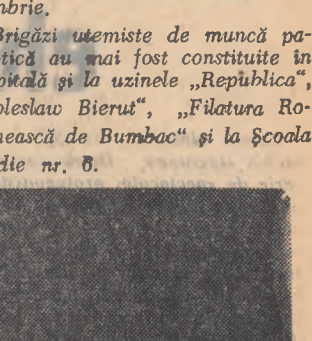 mbrie.
Brigăzi utemiste de muncă pa-
tică au mai fost constituite în
pitală și la uzinele „Republica“,
oleslaw Bierut“, „Filatura Ro-
nească de Bumbac“ și la Școala
die nr. 6.